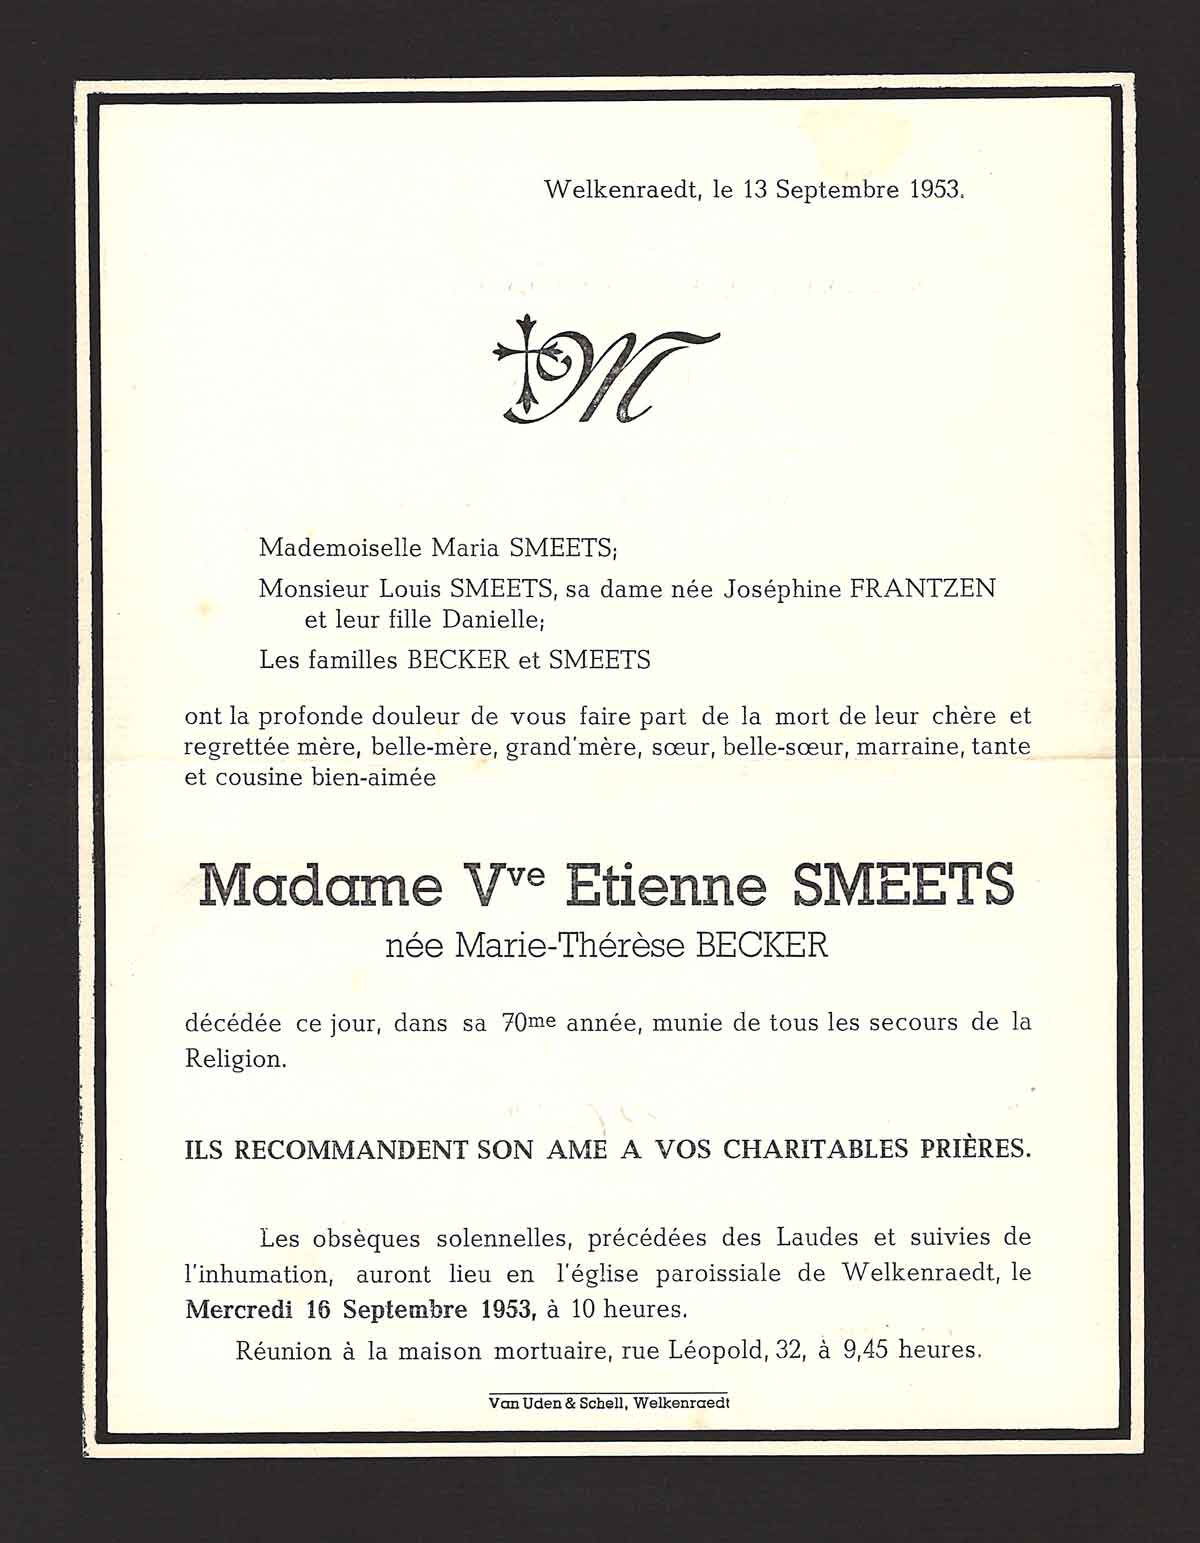 Welkenraedt, le 13 Septembre 1953.
M
Mademoiselle Maria SMEETS;
Monsieur Louis SMEETS, sa dame née Joséphine FRANTZEN
et leur fille Danielle;
Les familles BECKER et SMEETS
ont la profonde douleur de vous faire part de la mort de leur chère et
regrettée mère, belle-mère, grand'mère, sœur, belle-sœur, marraine, tante
et cousine bien-aimée
Madame Vve Etienne SMEETS
née Marie-Thérèse BECKER
décédée ce jour, dans sa 70me année, munie de tous les secours de la
Religion.
ILS RECOMMANDENT SON AME A VOS CHARITABLES PRIÈRES.
Les obsèques solennelles, précédées des Laudes et suivies de
l'inhumation, auront lieu en l'église paroissiale de Welkenraedt, le
Mercredi 16 Septembre 1953, à 10 heures.
Réunion à la maison mortuaire, rue Léopold, 32, à 9,45 heures.
Van Uden & Schell, Welkenraedt